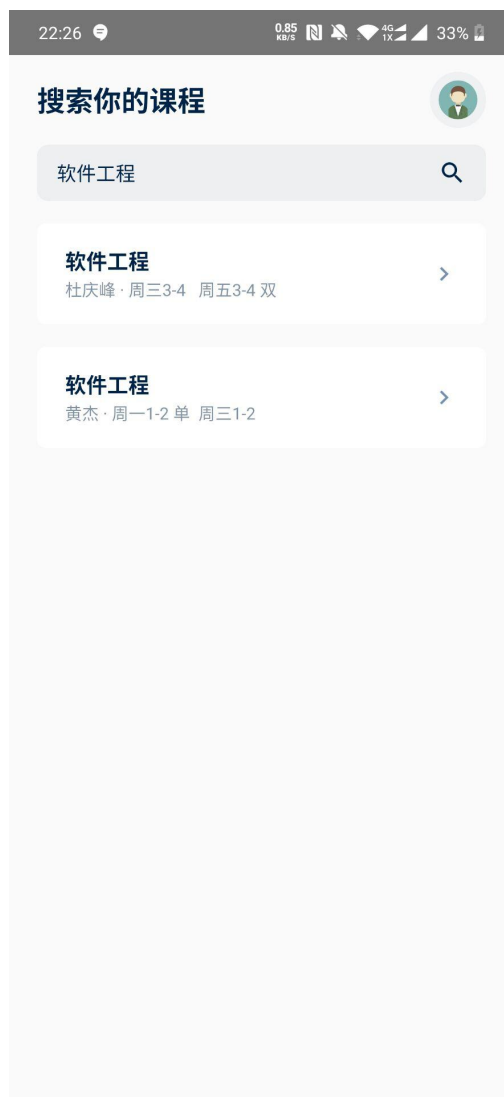 22:26 0.85 KB/S 4G 1X 33%
搜索你的课程
软件工程
软件工程
杜庆峰 · 周三3-4 周五3-4 双
软件工程
黄杰 · 周一1-2 单 周三1-2